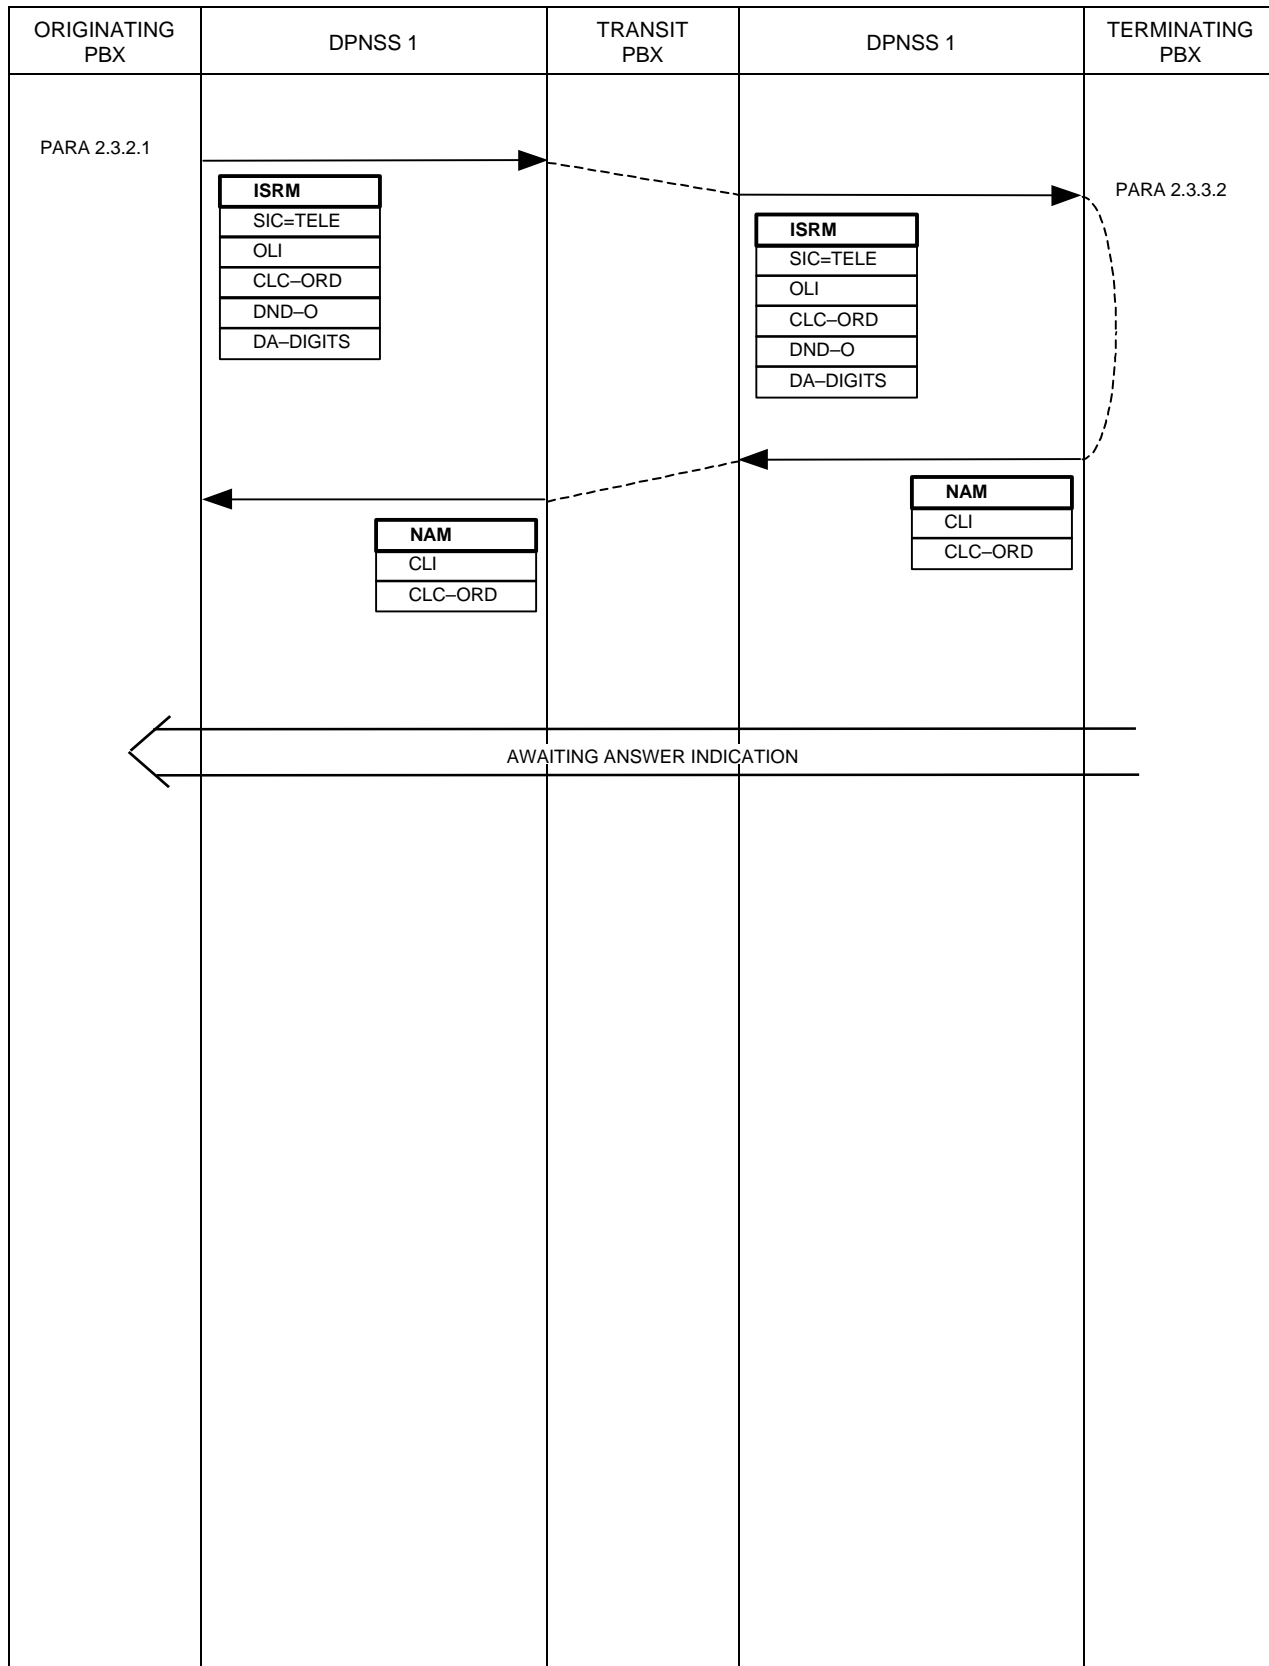 ORIGINATING
PBX
DPNSS 1
TRANSIT
PBX
DPNSS 1
TERMINATING
PBX
PARA 2.3.2.1
ISRM
SIC=TELE
OLI
CLC–ORD
DND–O
DA–DIGITS
PARA 2.3.3.2
ISRM
SIC=TELE
OLI
CLC–ORD
DND–O
DA–DIGITS
NAM
CLI
CLC–ORD
NAM
CLI
CLC–ORD
AWAITING ANSWER INDICATION